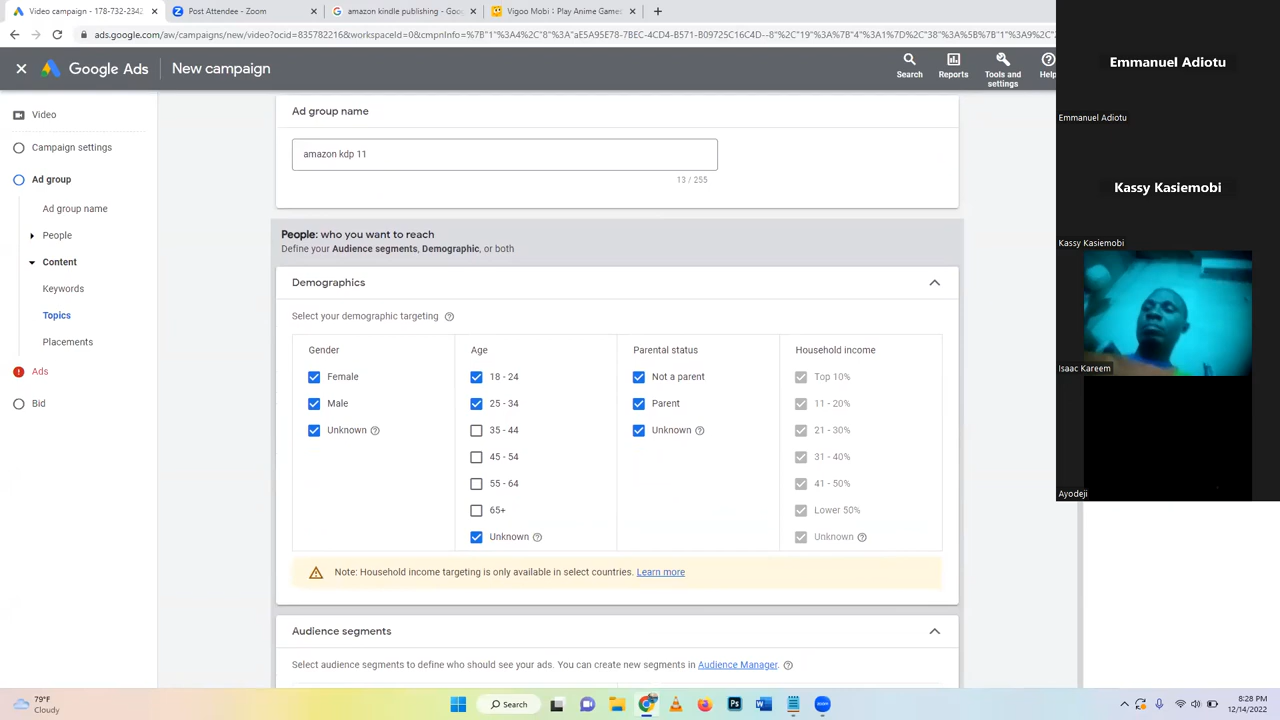 Video campaign - 178-732-2342
Post Attendee - Zoom
amazon kindle publishing - Goo
Vigoo Mobi : Play Anime Games
ads.google.com/aw/campaigns/new/video?ocid=835782216&workspaceId=0&cmpnInfo=%7B"1"%3A4%2C"8"%3A"aE5A95E78-7BEC-4CD4-B571-B09725C16C4D--8"%2C"19"%3A"4"%3A1%7D%2C"38"%3A5%7B"1"%3A9%2C"
Google Ads
New campaign
Search
Reports
Tools and
settings
Help
Video
Campaign settings
Ad group
Ad group name
People
Content
Keywords
Topics
Placements
Ads
Bid
Ad group name
amazon kdp 11
13 / 255
People: who you want to reach
Define your Audience segments, Demographic, or both
Demographics
Select your demographic targeting
Gender
Female
Male
Unknown
Age
18 - 24
25 - 34
35 - 44
45 - 54
55 - 64
65+
Unknown
Parental status
Not a parent
Parent
Unknown
Household income
Top 10%
11 - 20%
21 - 30%
31 - 40%
41 - 50%
Lower 50%
Unknown
Note: Household income targeting is only available in select countries. Learn more
Audience segments
Select audience segments to define who should see your ads. You can create new segments in Audience Manager.
Emmanuel Adiotu
Emmanuel Adiotu
Kassy Kasiemobi
Kassy Kasiemobi
Isaac Kareem
Ayodeji
79°F
Cloudy
Search
8:28 PM
12/14/2022